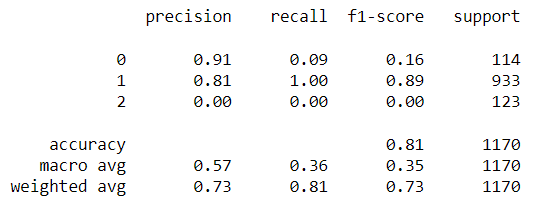 precision recall f1-score support
0 0.91 0.09 0.16 114
1 0.81 1.00 0.89 933
2 0.00 0.00 0.00 123
accuracy 0.81 1170
macro avg 0.57 0.36 0.35 1170
weighted avg 0.73 0.81 0.73 1170